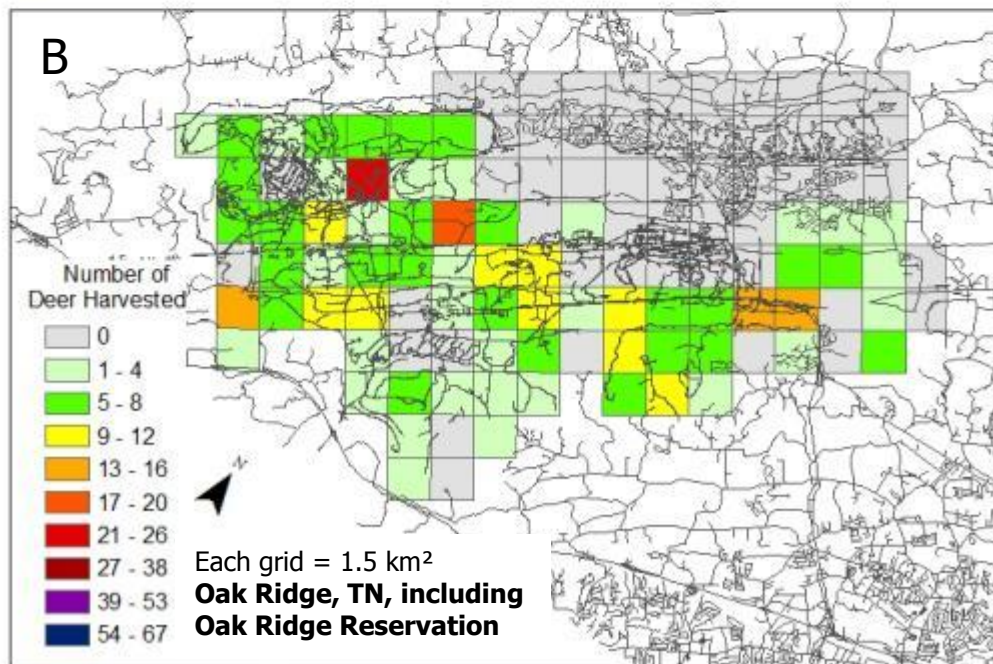 B
Number of
Deer Harvested
0
1 - 4
5 - 8
9 - 12
13 - 16
17 - 20
21 - 26
27 - 38
39 - 53
54 - 67
N
Each grid = 1.5 km²
Oak Ridge, TN, including
Oak Ridge Reservation